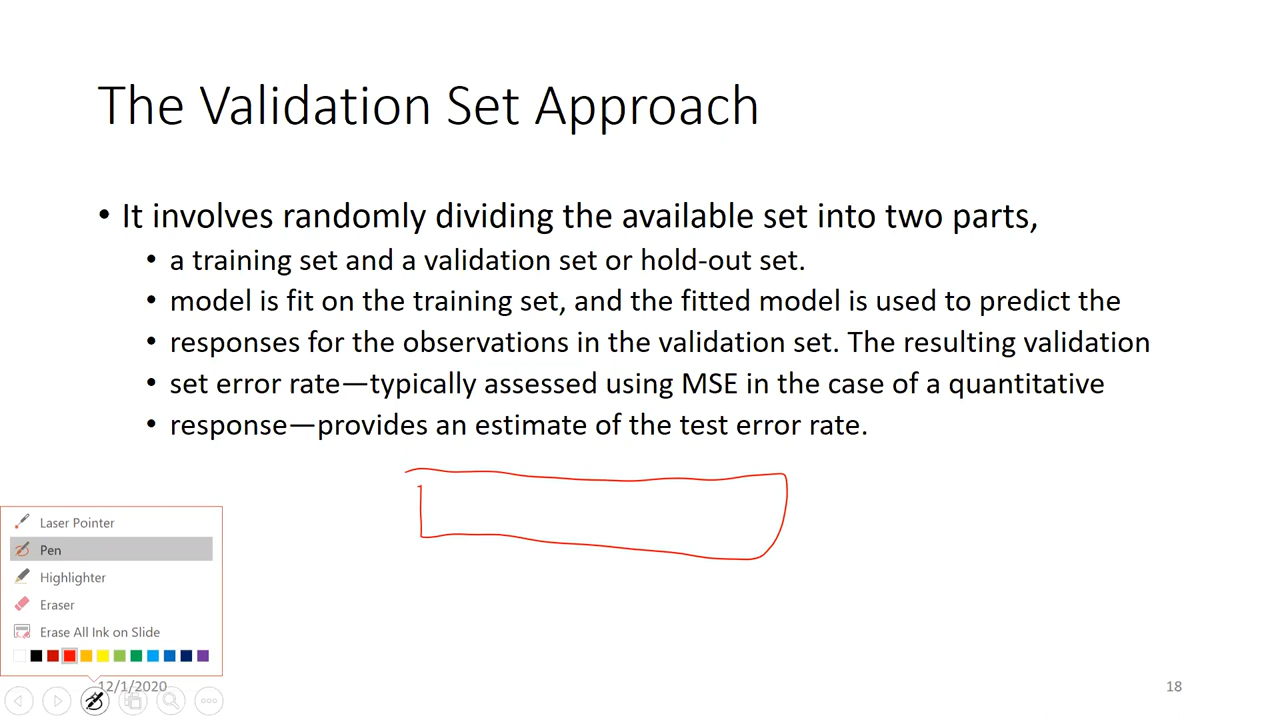 The Validation Set Approach
• It involves randomly dividing the available set into two parts,
• a training set and a validation set or hold-out set.
• model is fit on the training set, and the fitted model is used to predict the
• responses for the observations in the validation set. The resulting validation
• set error rate—typically assessed using MSE in the case of a quantitative
• response—provides an estimate of the test error rate.
Laser Pointer
Pen
Highlighter
Eraser
Erase All Ink on Slide
12/1/2020
18